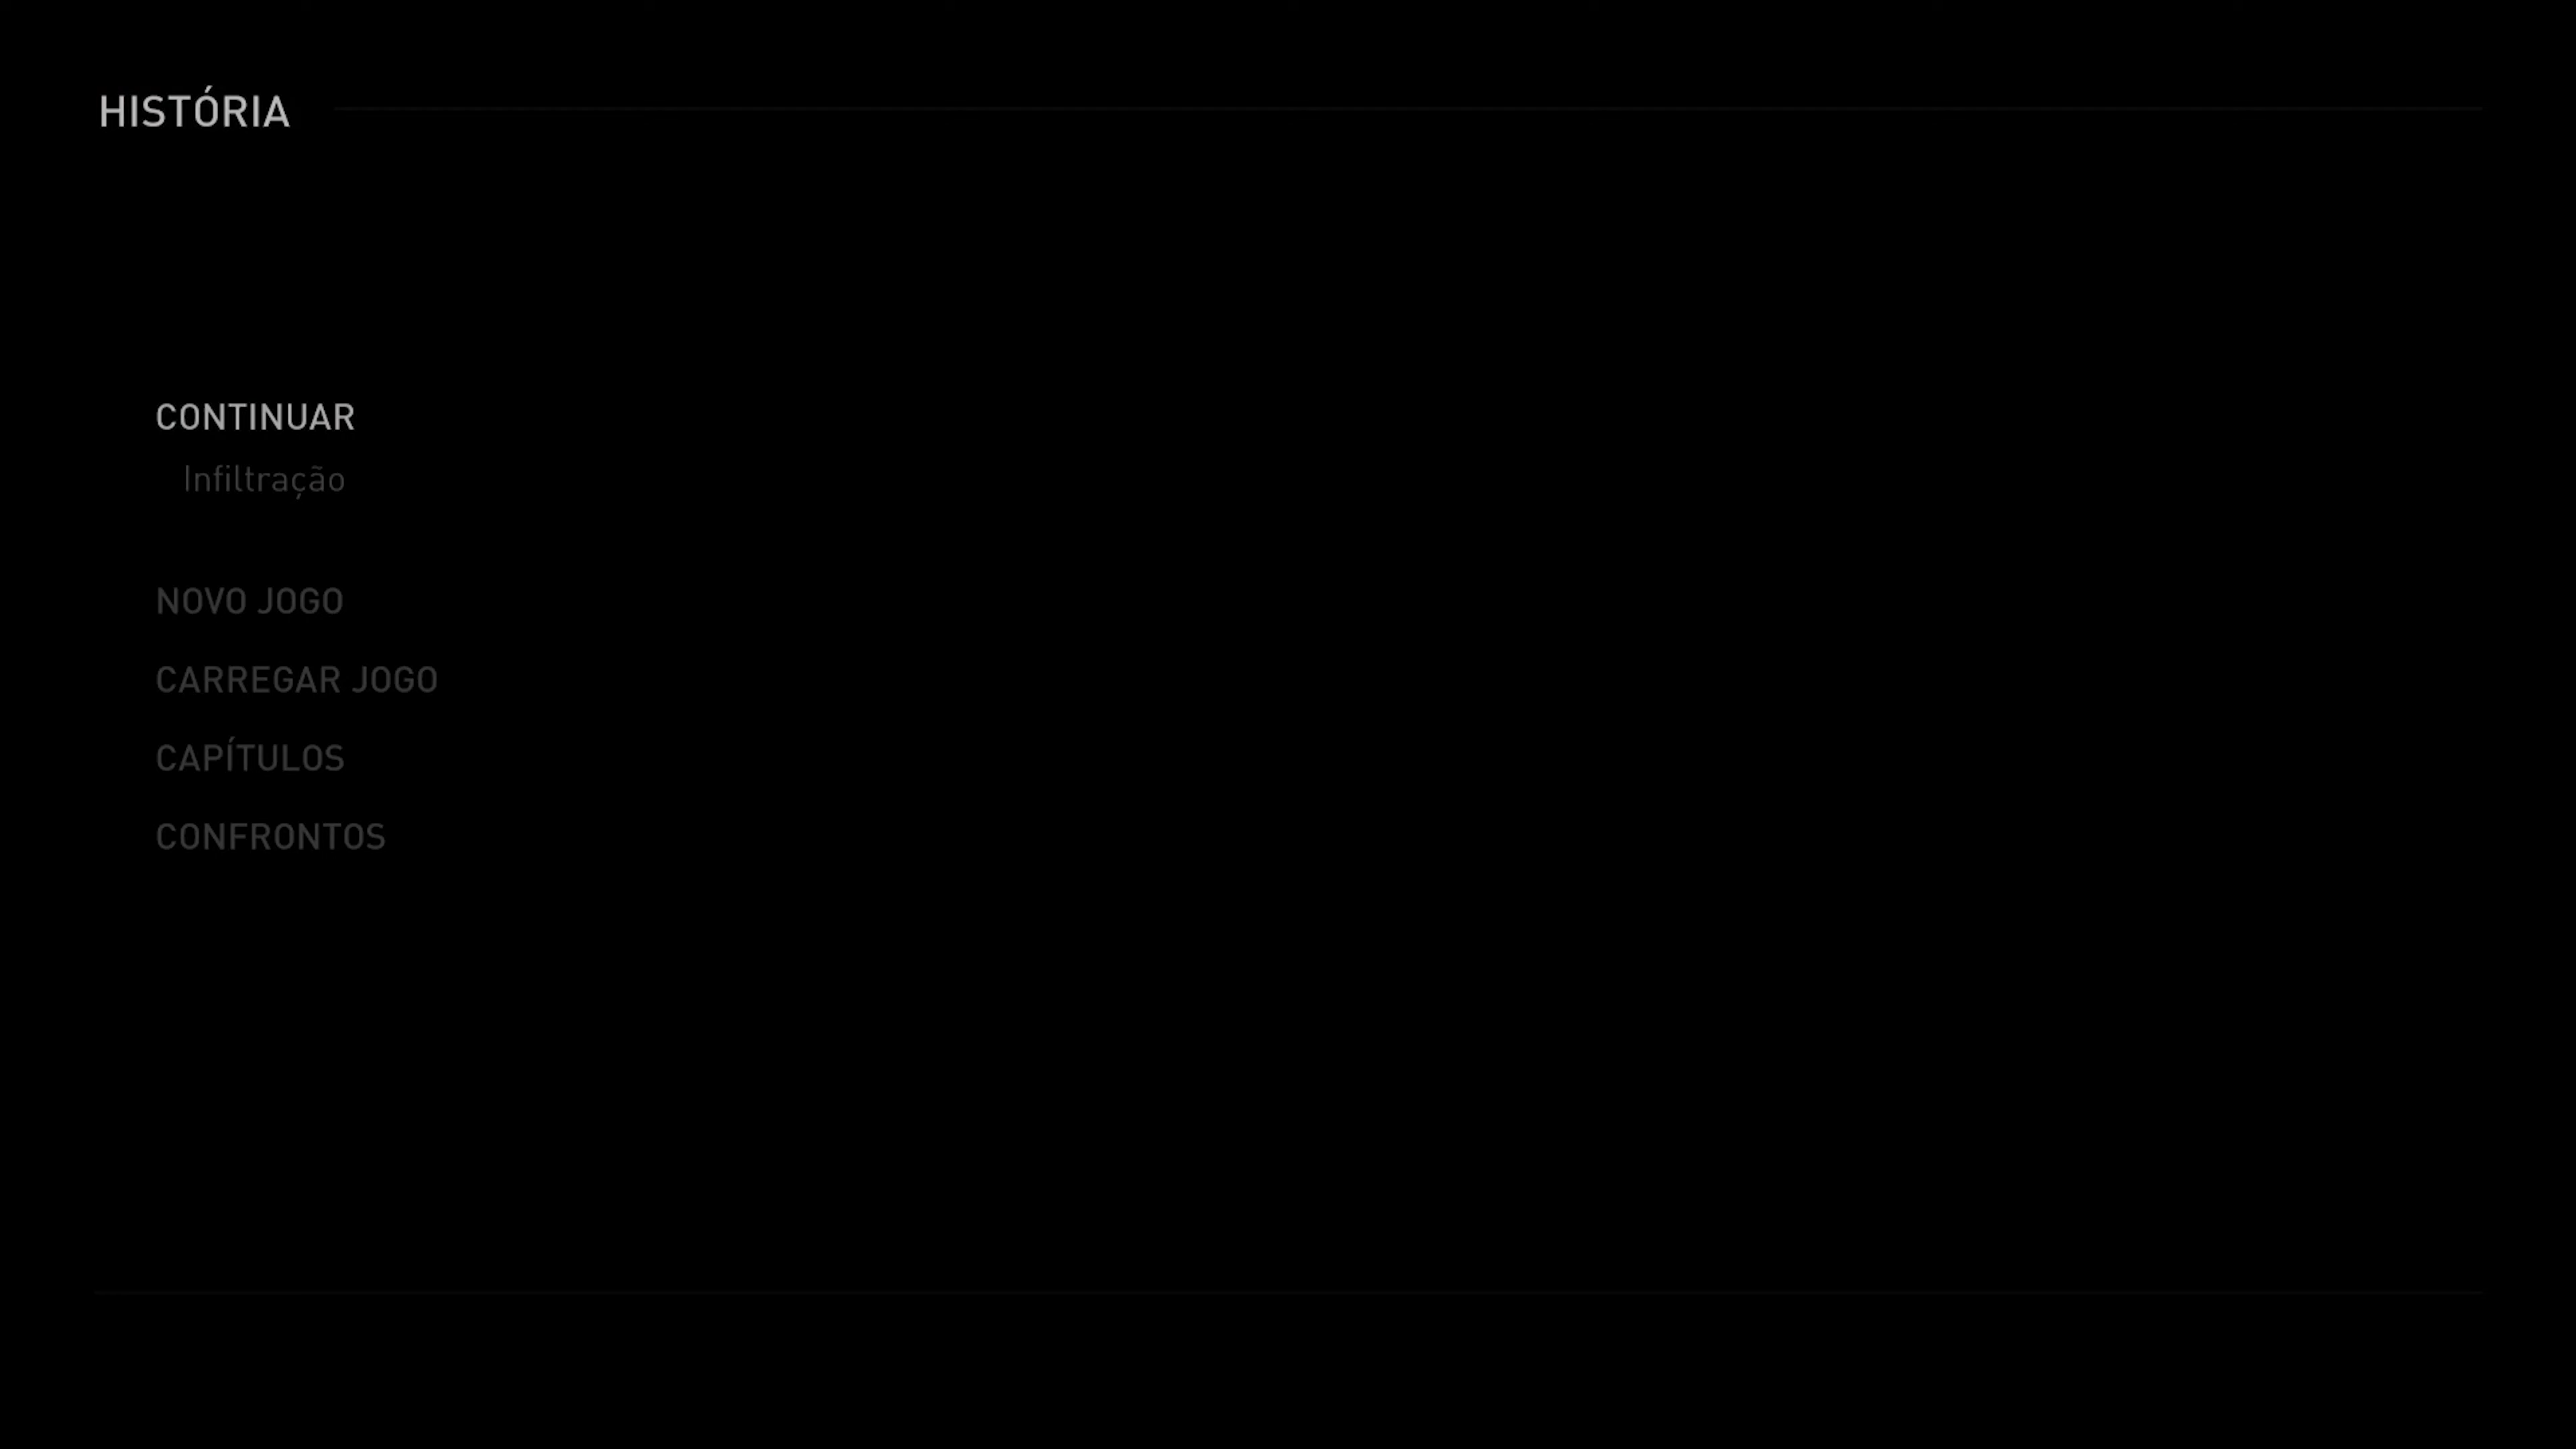 HISTÓRIA
CONTINUAR
Infiltração
NOVO JOGO
CARREGAR JOGO
CAPÍTULOS
CONFRONTOS